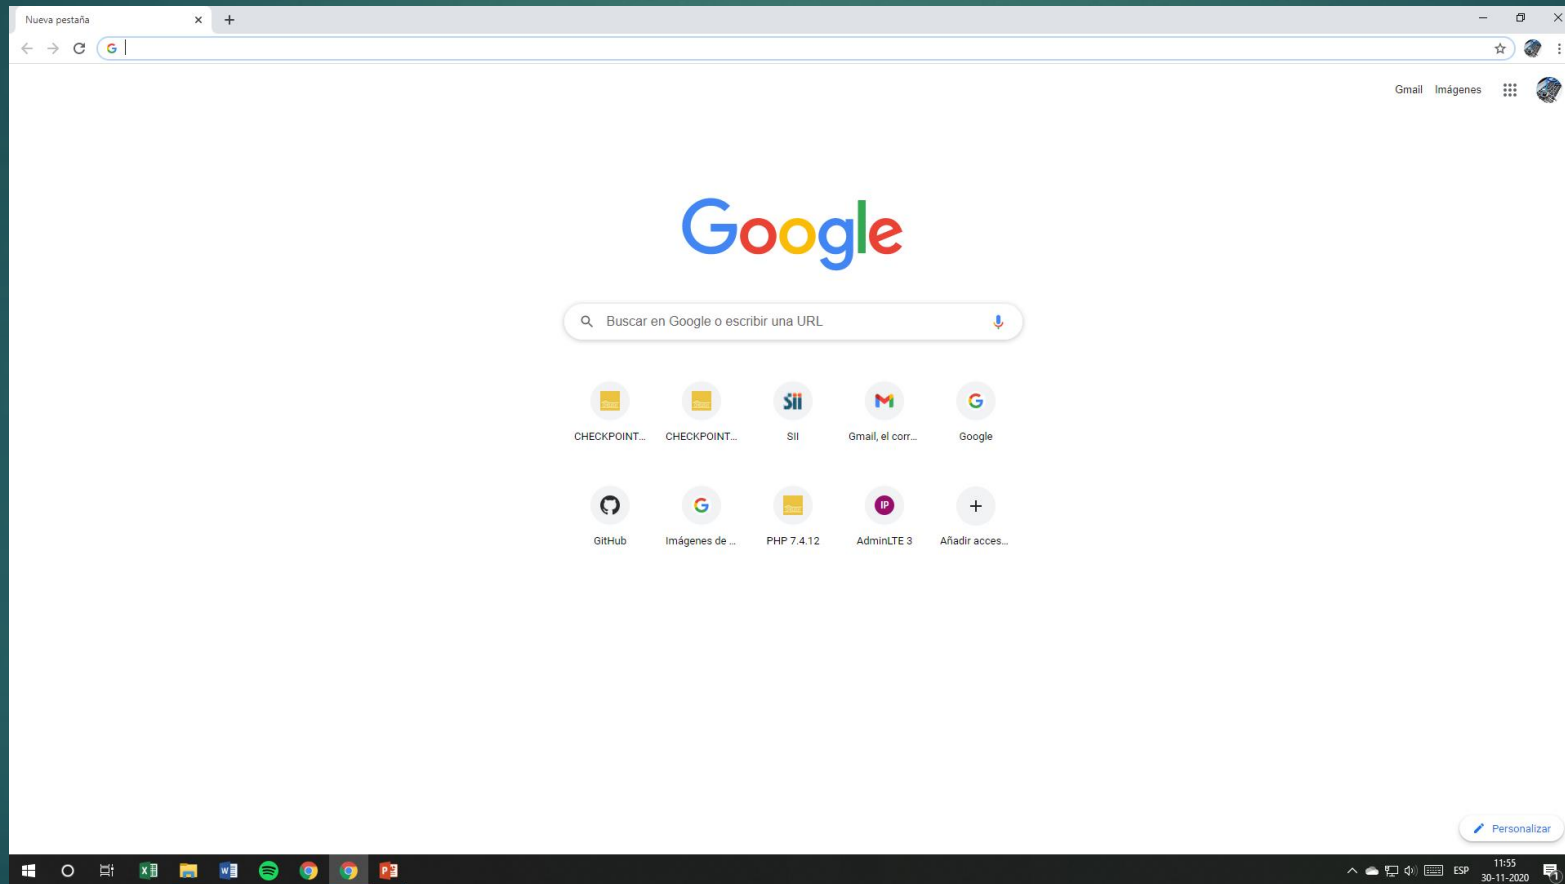 Nueva pestaña
Gmail Imágenes
Google
Buscar en Google o escribir una URL
CHECKPOINT... CHECKPOINT... SII Gmail, el corr... Google
GitHub Imágenes de ... PHP 7.4.12 AdminLTE 3 Añadir acces...
Personalizar
ESP 11:55
30-11-2020